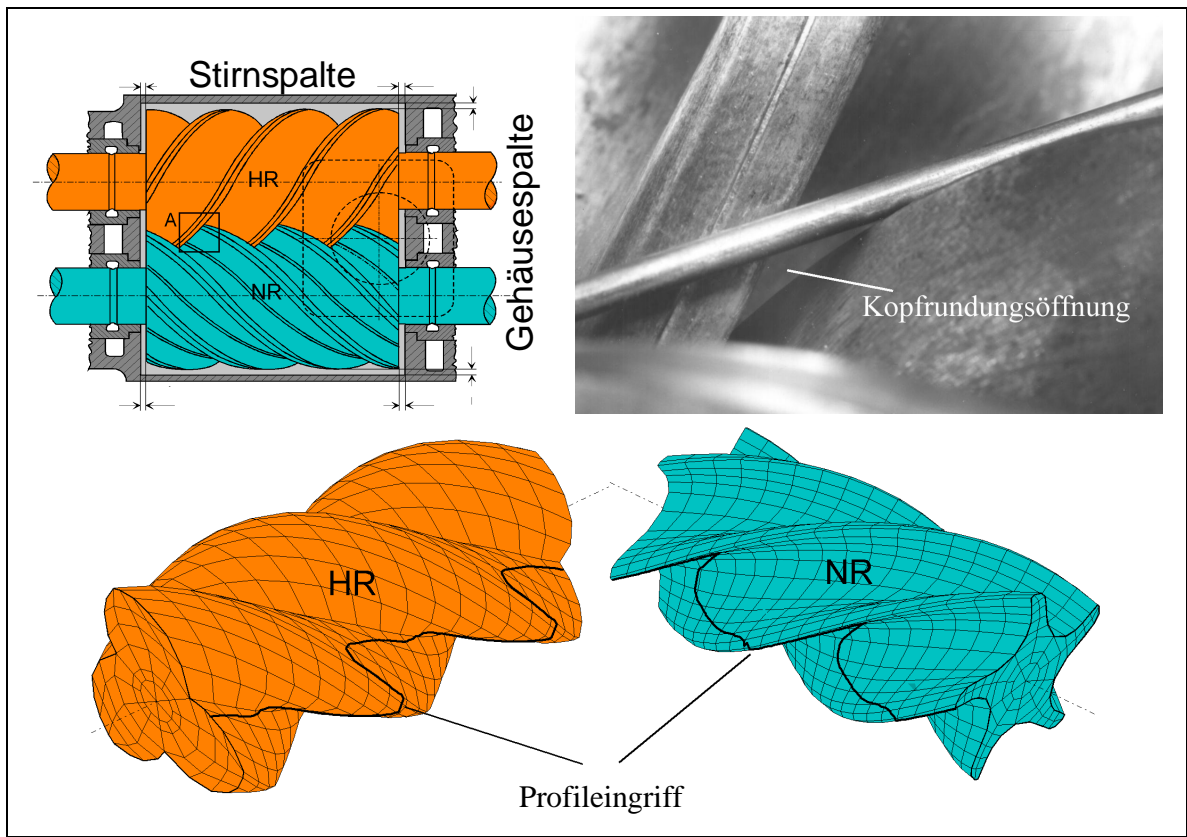 Stirnspalte
HR
A
NR
Gehäusespalte
Kopfrundungsöffnung
HR
NR
Profileingriff